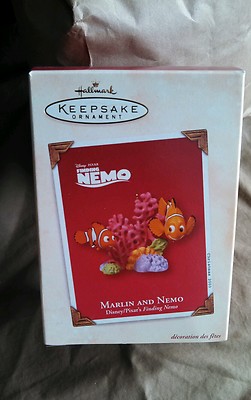 Hallmark
KEEPSAKE
ORNAMENT
DISNEY · PIXAR
FINDING
NEMO
MARLIN AND NEMO
Disney/Pixar's Finding Nemo
décoration des fêtes